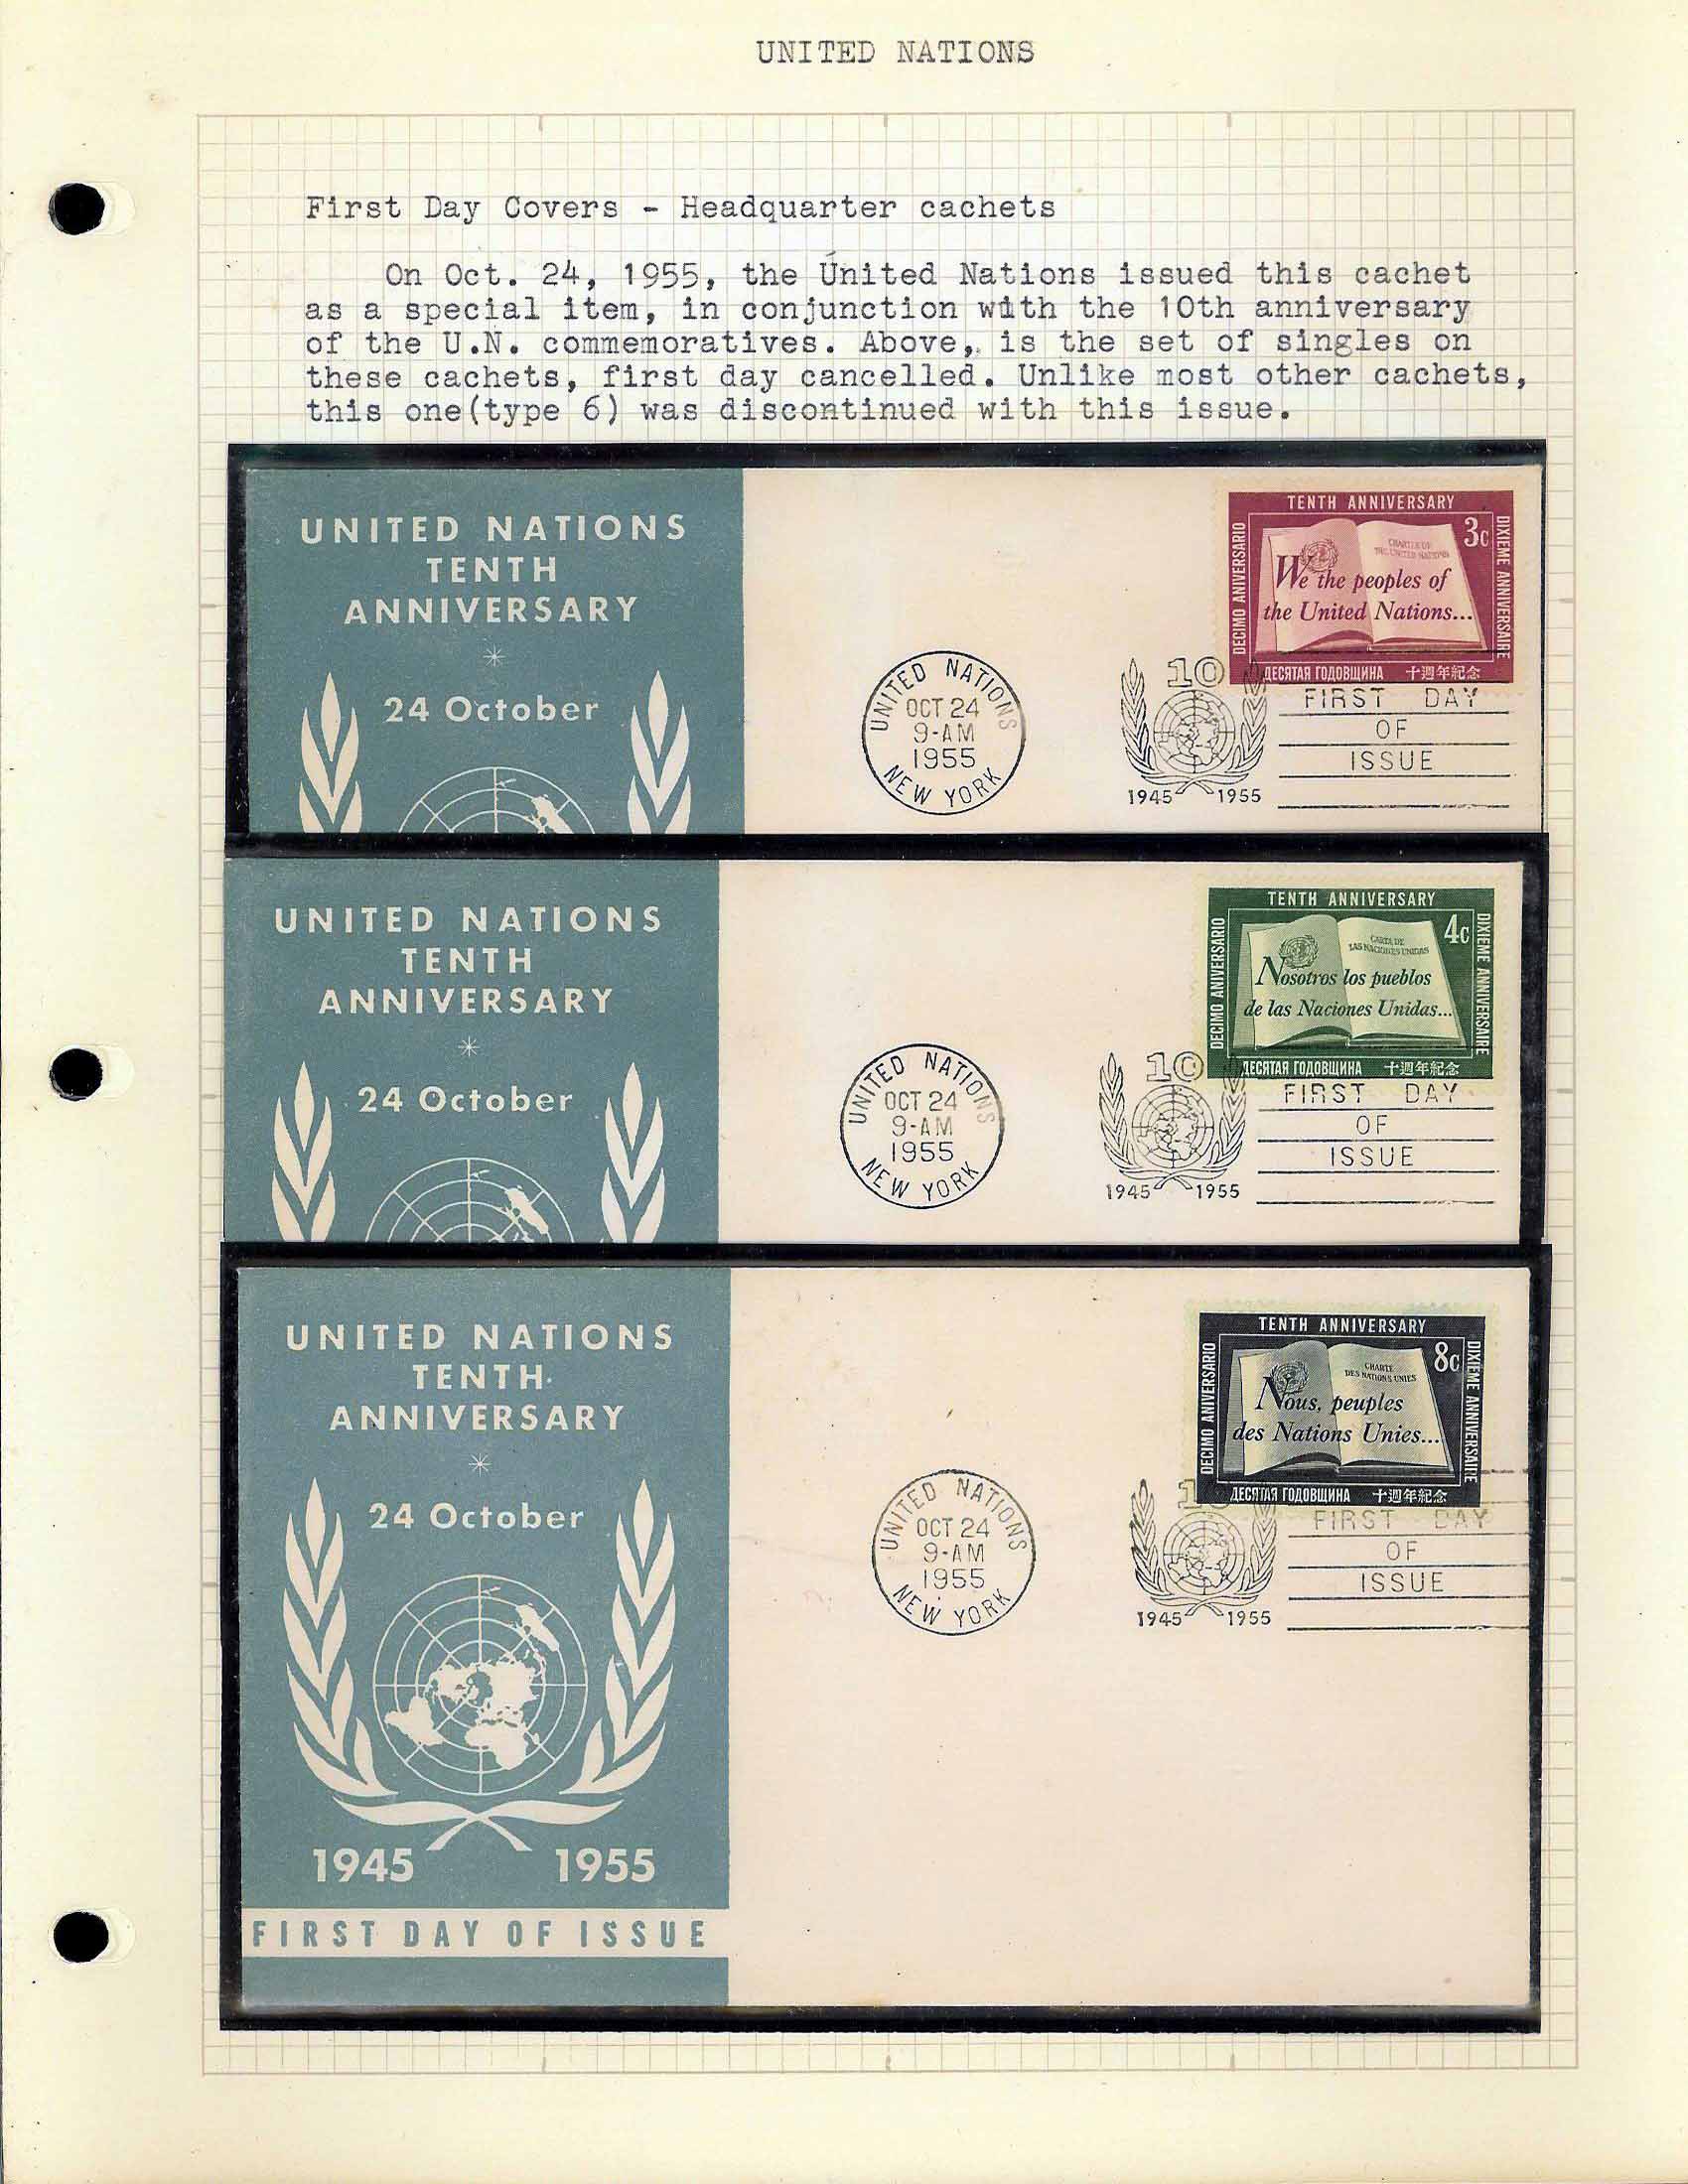 UNITED NATIONS
First Day Covers - Headquarter cachets
On Oct. 24, 1955, the United Nations issued this cachet
as a special item, in conjunction with the 10th anniversary
of the U.N. commemoratives. Above, is the set of singles on
these cachets, first day cancelled. Unlike most other cachets,
this one(type 6) was discontinued with this issue.
UNITED NATIONS
TENTH
ANNIVERSARY
24 October
UNITED NATIONS
OCT 24
9-AM
1955
NEW YORK
10
1945 1955
TENTH ANNIVERSARY
DECIMO ANIVERSARIO
3c
DIXIEME ANNIVERSAIRE
CHARTER OF
THE UNITED NATIONS
We the peoples of
the United Nations...
ДЕСЯТАЯ ГОДОВЩИНА 十週年紀念
FIRST DAY
OF
ISSUE
UNITED NATIONS
TENTH
ANNIVERSARY
24 October
UNITED NATIONS
OCT 24
9-AM
1955
NEW YORK
10
1945 1955
TENTH ANNIVERSARY
DECIMO ANIVERSARIO
4c
DIXIEME ANNIVERSAIRE
CARTA DE
LAS NACIONES UNIDAS
Nosotros los pueblos
de las Naciones Unidas...
ДЕСЯТАЯ ГОДОВЩИНА 十週年紀念
FIRST DAY
OF
ISSUE
UNITED NATIONS
TENTH
ANNIVERSARY
24 October
1945 1955
FIRST DAY OF ISSUE
UNITED NATIONS
OCT 24
9-AM
1955
NEW YORK
10
1945 1955
TENTH ANNIVERSARY
DECIMO ANIVERSARIO
8c
DIXIEME ANNIVERSAIRE
CHARTE
DES NATIONS UNIES
Nous, peuples
des Nations Unies...
ДЕСЯТАЯ ГОДОВЩИНА 十週年紀念
FIRST DAY
OF
ISSUE